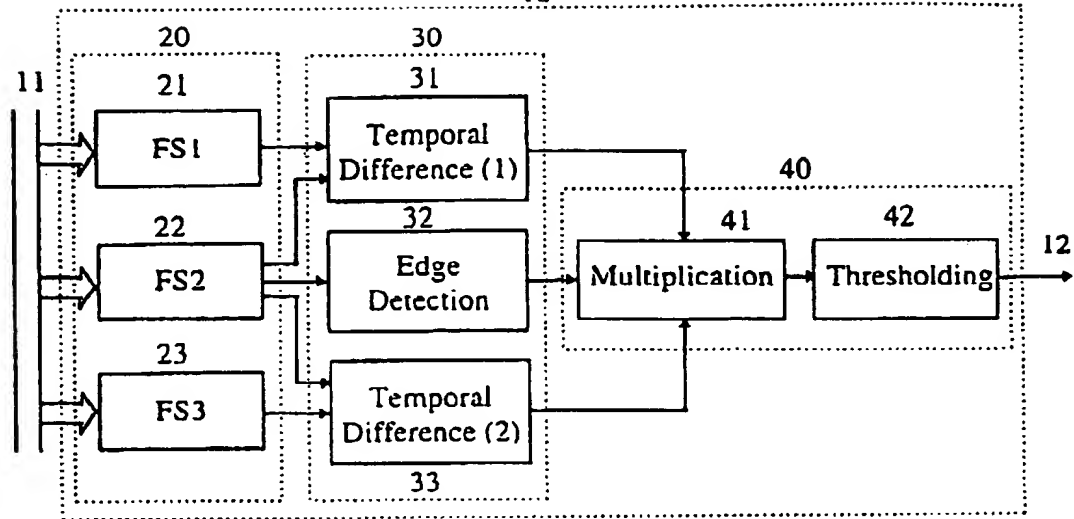 20
30
11
21
31
FS1
Temporal
Difference (1)
40
22
32
41
42
12
FS2
Edge
Detection
Multiplication
Thresholding
23
FS3
Temporal
Difference (2)
33